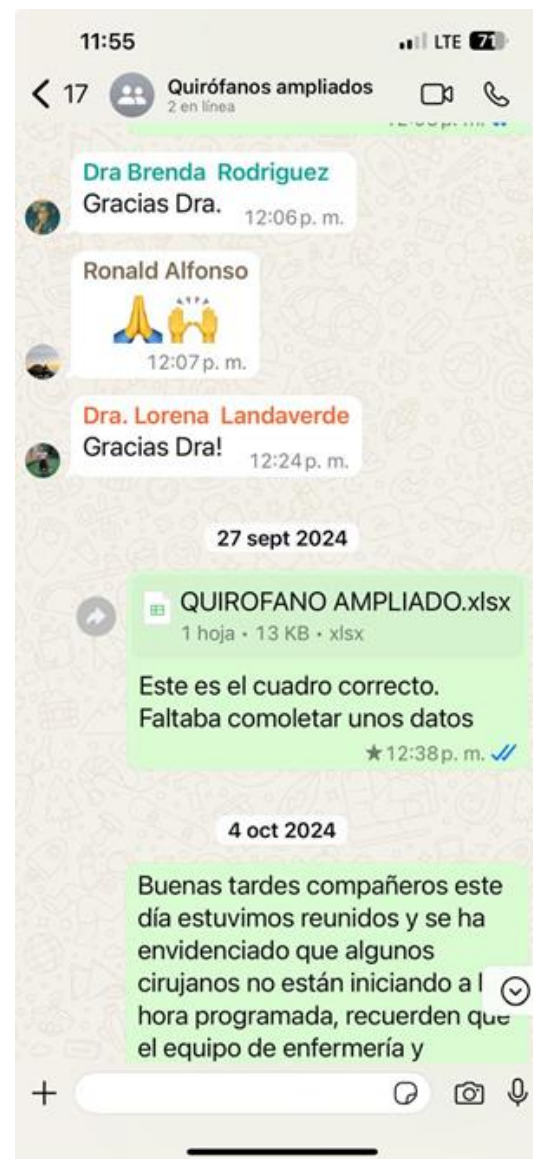 11:55
LTE 71
17
Quirófanos ampliados
2 en línea
Dra Brenda Rodriguez
Gracias Dra.
12:06 p. m.
Ronald Alfonso
🙏🙌
12:07 p. m.
Dra. Lorena Landaverde
Gracias Dra!
12:24 p. m.
27 sept 2024
QUIROFANO AMPLIADO.xlsx
1 hoja • 13 KB • xlsx
Este es el cuadro correcto.
Faltaba comoletar unos datos
12:38 p. m.
4 oct 2024
Buenas tardes compañeros este
día estuvimos reunidos y se ha
envidenciado que algunos
cirujanos no están iniciando a
hora programada, recuerden que
el equipo de enfermería y